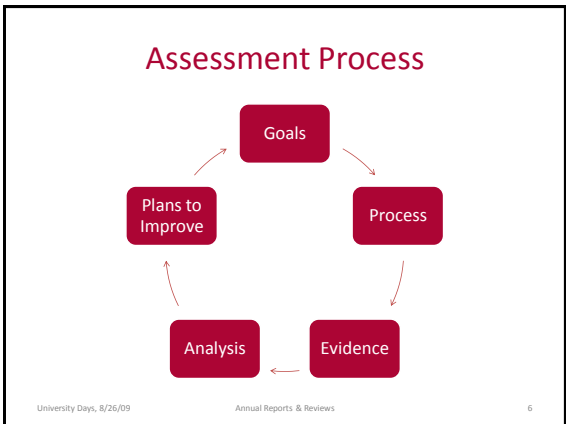 Assessment Process
Goals
Process
Evidence
Analysis
Plans to
Improve
University Days, 8/26/09
Annual Reports & Reviews
6